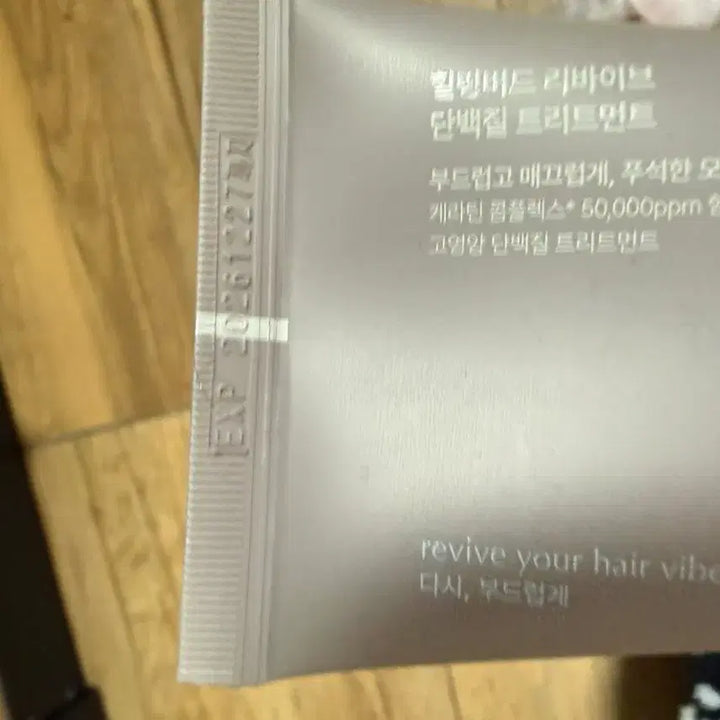 힐링버드 리바이브
단백질 트리트먼트
부드럽고 매끄럽게, 푸석한
케라틴 콤플렉스* 50,000ppm
고영양 단백질 트리트먼트
EXP 20261227
revive your hair vibe
다시, 부드럽게